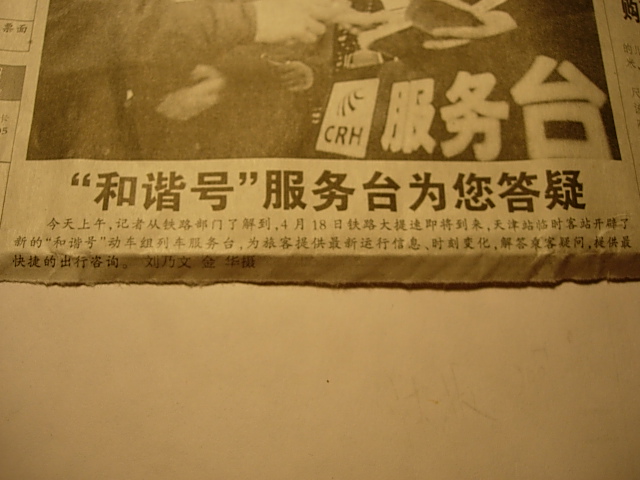 票面
服务台
CRH
"和谐号"服务台为您答疑
今天上午,记者从铁路部门了解到,4月18日铁路大提速即将到来,天津站临时客站开辟了
新的"和谐号"动车组列车服务台,为旅客提供最新运行信息、时刻变化,解答乘客疑问,提供最
快捷的出行咨询。 刘乃文 金 华摄